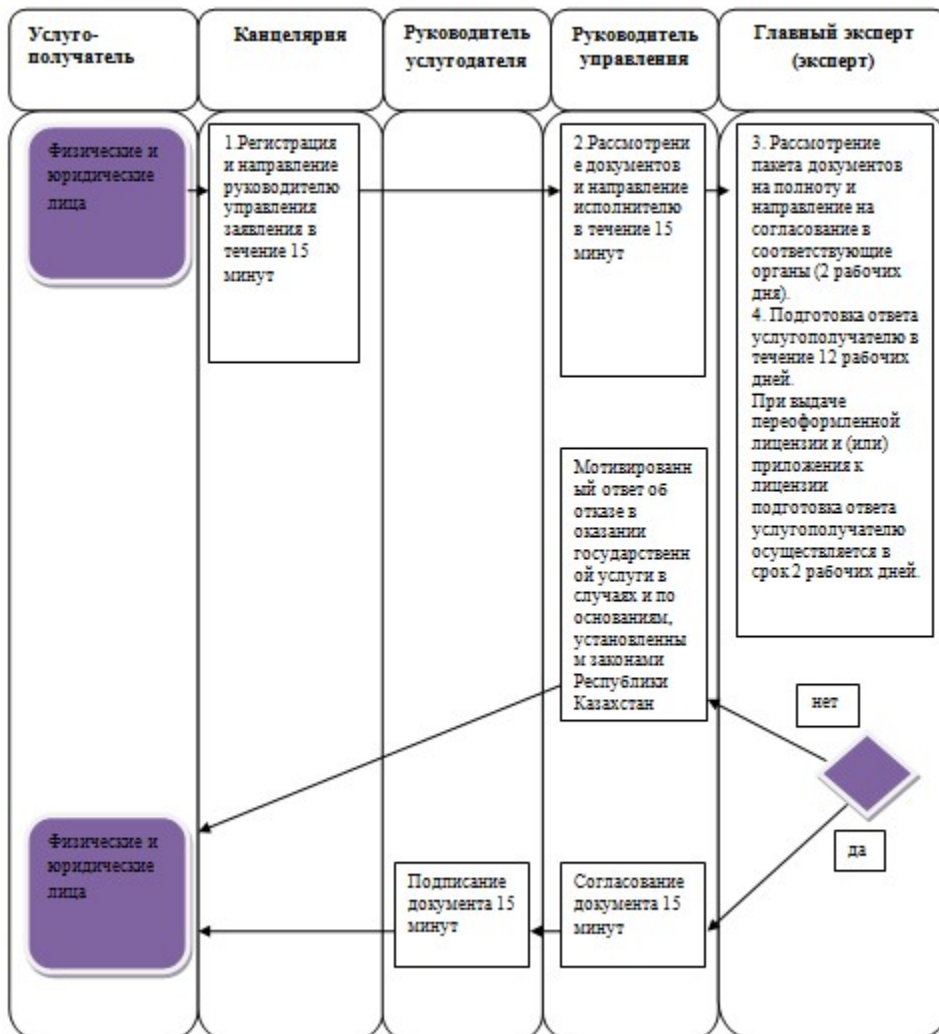 Услуго-
получатель
Канцелярия
Руководитель
услугодателя
Руководитель
управления
Главный эксперт
(эксперт)
Физические и
юридические
лица
1.Регистрация
и направление
руководителю
управления
заявления в
течение 15
минут
2.Рассмотрени
е документов
и направление
исполнителю
в течение 15
минут
3. Рассмотрение
пакета документов
на полноту и
направление на
согласование в
соответствующие
органы (2 рабочих
дня).
4. Подготовка ответа
услугополучателю в
течение 12 рабочих
дней.
При выдаче
переоформленной
лицензии и (или)
приложения к
лицензии
подготовка ответа
услугополучателю
осуществляется в
срок 2 рабочих дней.
Мотивированн
ый ответ об
отказе в
оказании
государственн
ой услуги в
случаях и по
основаниям,
установленны
м законами
Республики
Казахстан
нет
да
Физические и
юридические
лица
Подписание
документа 15
минут
Согласование
документа 15
минут